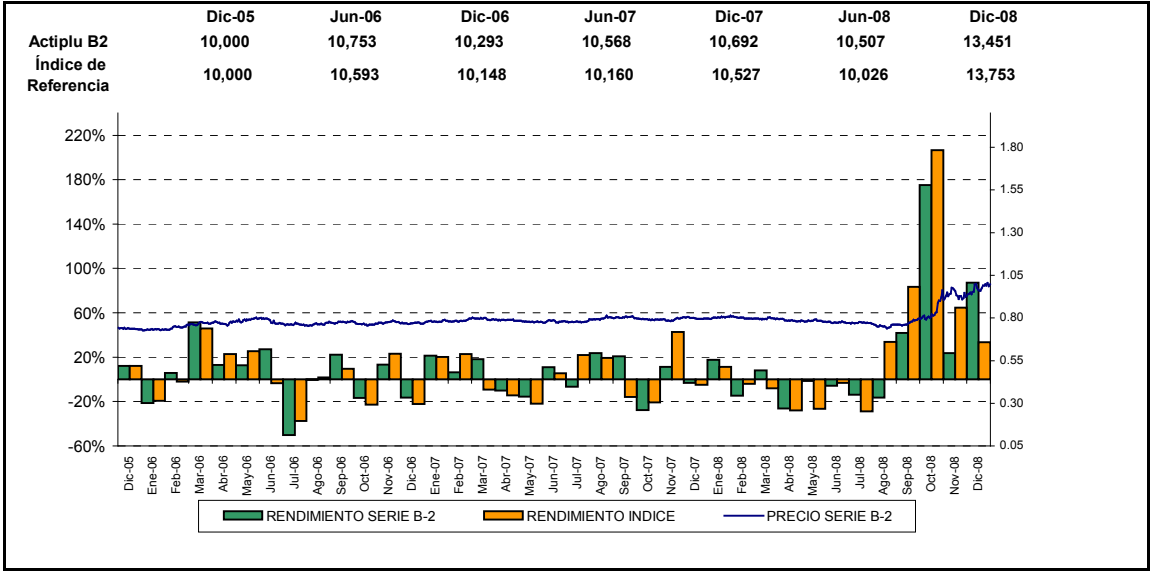 Dic-05 Jun-06 Dic-06 Jun-07 Dic-07 Jun-08 Dic-08
Actiplu B2 10,000 10,753 10,293 10,568 10,692 10,507 13,451
Índice de
Referencia 10,000 10,593 10,148 10,160 10,527 10,026 13,753
220%
180%
140%
100%
60%
20%
-20%
-60%
1.80
1.55
1.30
1.05
0.80
0.55
0.30
0.05
Dic-05 Ene-06 Feb-06 Mar-06 Abr-06 May-06 Jun-06 Jul-06 Ago-06 Sep-06 Oct-06 Nov-06 Dic-06 Ene-07 Feb-07 Mar-07 Abr-07 May-07 Jun-07 Jul-07 Ago-07 Sep-07 Oct-07 Nov-07 Dic-07 Ene-08 Feb-08 Mar-08 Abr-08 May-08 Jun-08 Jul-08 Ago-08 Sep-08 Oct-08 Nov-08 Dic-08
RENDIMIENTO SERIE B-2 RENDIMIENTO INDICE PRECIO SERIE B-2